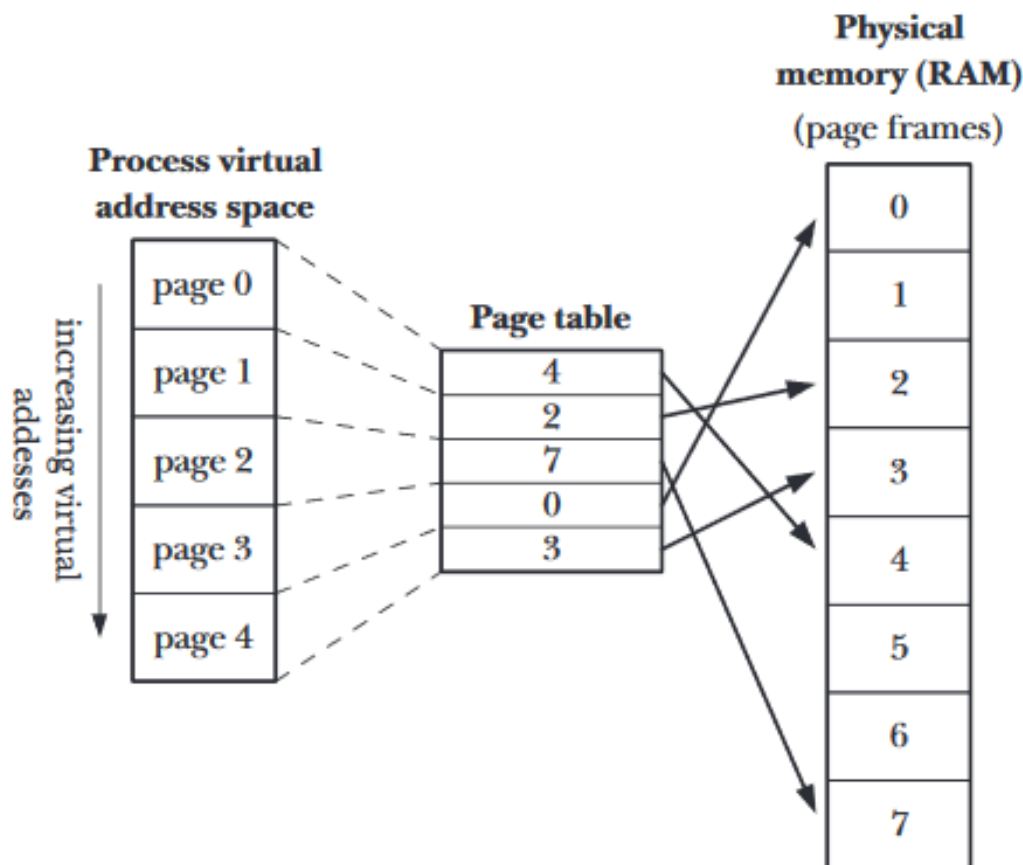 Physical
memory (RAM)
(page frames)
Process virtual
address space
increasing virtual
addesses
page 0
page 1
page 2
page 3
page 4
Page table
4
2
7
0
3
0
1
2
3
4
5
6
7